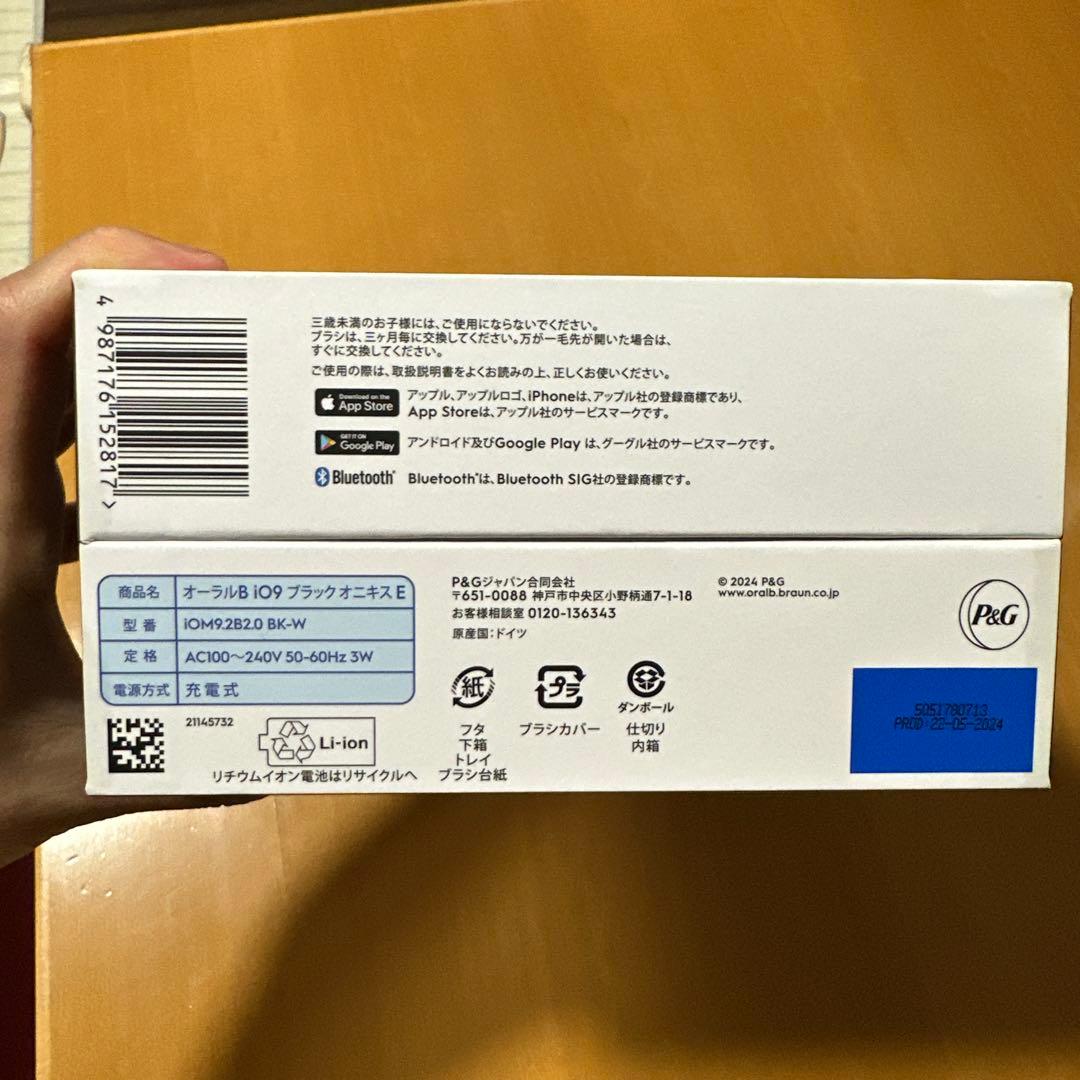 4 987176 152817 >
三歳未満のお子様には、ご使用にならないでください。
ブラシは、三ヶ月毎に交換してください。万が一毛先が開いた場合は、
すぐに交換してください。
ご使用の際は、取扱説明書をよくお読みの上、正しくお使いください。
Download on the
App Store
アップル、アップルロゴ、iPhoneは、アップル社の登録商標であり、
App Storeは、アップル社のサービスマークです。
GET IT ON
Google Play
アンドロイド及びGoogle Play は、グーグル社のサービスマークです。
Bluetooth®
Bluetooth®は、Bluetooth SIG社の登録商標です。
商品名 オーラルB iO9 ブラック オニキス E
型 番 iOM9.2B2.0 BK-W
定 格 AC100〜240V 50-60Hz 3W
電源方式 充電式
21145732
Li-ion
リチウムイオン電池はリサイクルへ
P&Gジャパン合同会社
〒651-0088 神戸市中央区小野柄通7-1-18
お客様相談室 0120-136343
原産国：ドイツ
紙
フタ
下箱
トレイ
ブラシ台紙
プラ
ブラシカバー
ダンボール
仕切り
内箱
© 2024 P&G
www.oralb.braun.co.jp
P&G
5051780713
PROD:22-05-2024